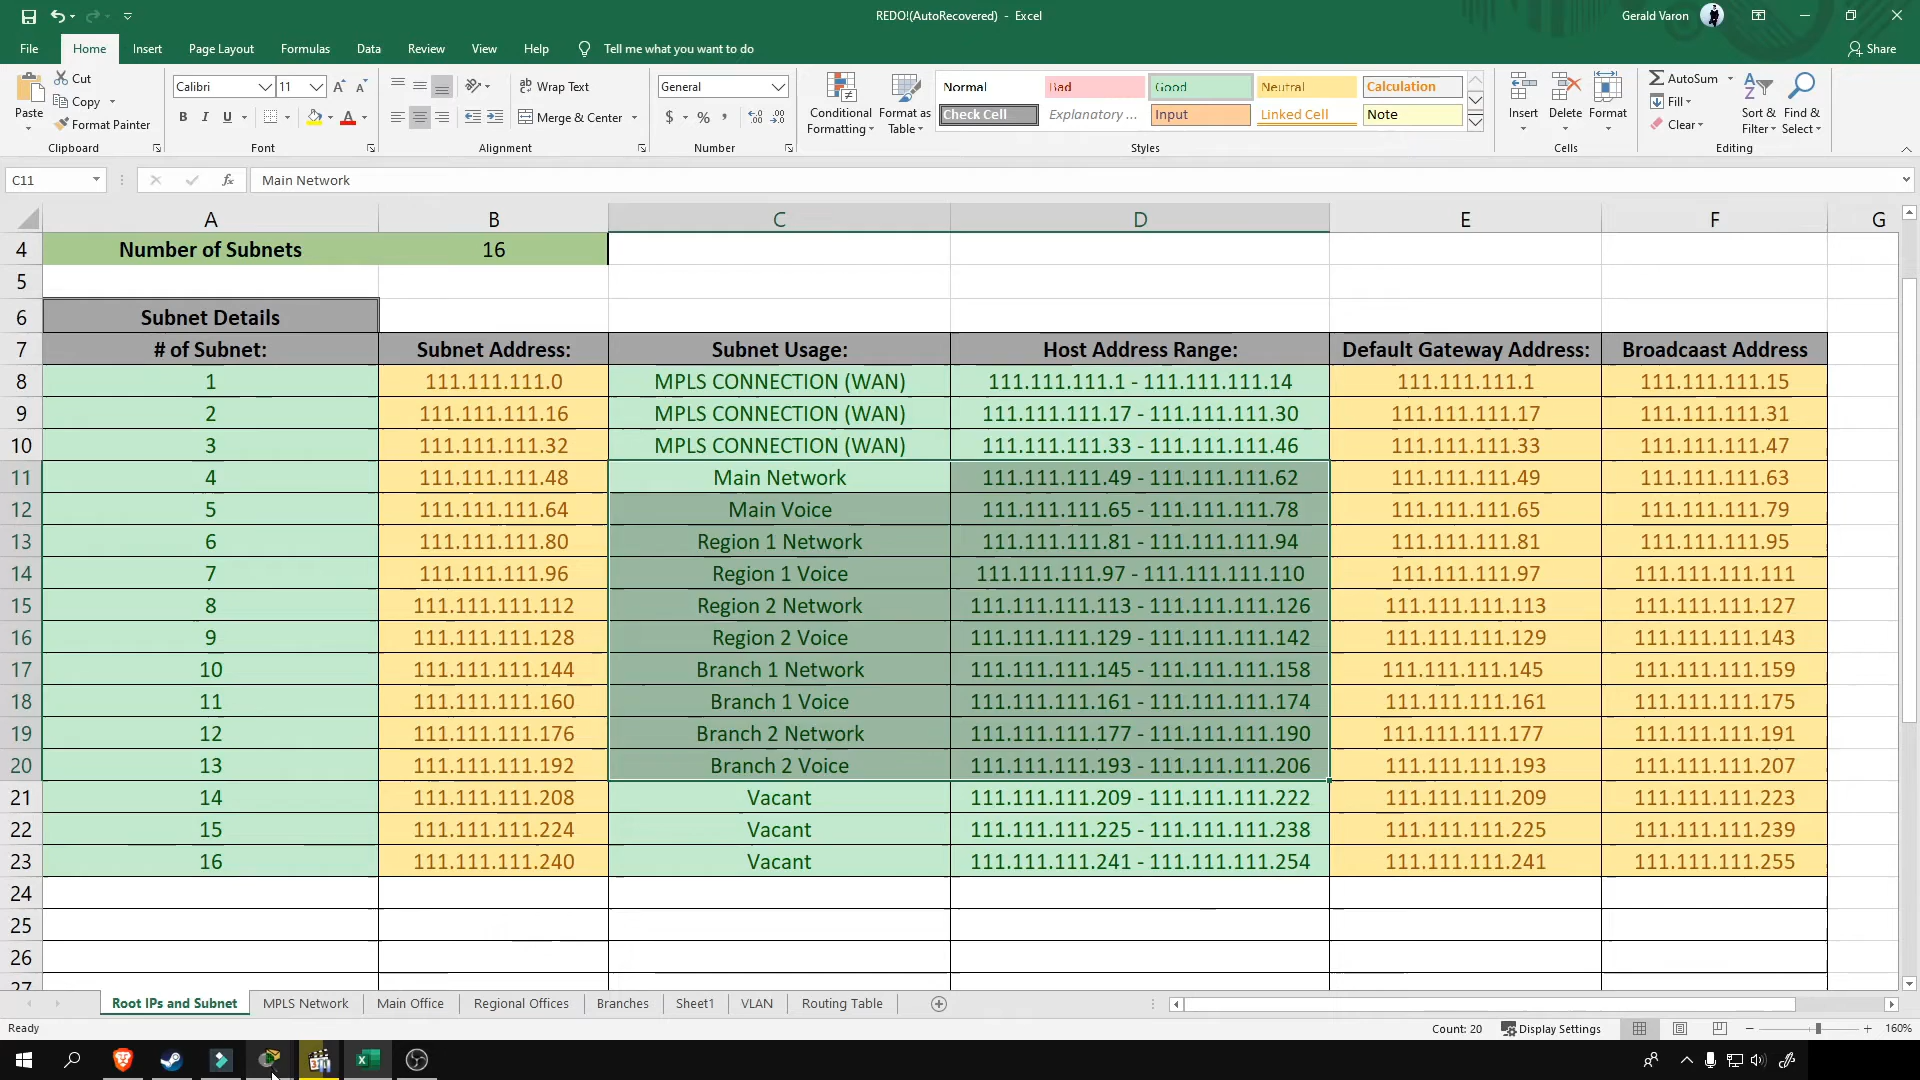 REDO!(AutoRecovered) - Excel
Gerald Varon
File Home Insert Page Layout Formulas Data Review View Help Tell me what you want to do Share
Cut
Copy
Format Painter
Paste
Clipboard
Calibri 11
B I U
Font
Wrap Text
Merge & Center
Alignment
General
$ % ,
Number
Conditional Formatting
Format as Table
Normal Bad Good Neutral Calculation
Check Cell Explanatory ... Input Linked Cell Note
Styles
Insert Delete Format
Cells
AutoSum
Fill
Clear
Sort & Filter
Find & Select
Editing
C11 fx Main Network
A B C D E F G
4 Number of Subnets 16
5
6 Subnet Details
7 # of Subnet: Subnet Address: Subnet Usage: Host Address Range: Default Gateway Address: Broadcaast Address
8 1 111.111.111.0 MPLS CONNECTION (WAN) 111.111.111.1 - 111.111.111.14 111.111.111.1 111.111.111.15
9 2 111.111.111.16 MPLS CONNECTION (WAN) 111.111.111.17 - 111.111.111.30 111.111.111.17 111.111.111.31
10 3 111.111.111.32 MPLS CONNECTION (WAN) 111.111.111.33 - 111.111.111.46 111.111.111.33 111.111.111.47
11 4 111.111.111.48 Main Network 111.111.111.49 - 111.111.111.62 111.111.111.49 111.111.111.63
12 5 111.111.111.64 Main Voice 111.111.111.65 - 111.111.111.78 111.111.111.65 111.111.111.79
13 6 111.111.111.80 Region 1 Network 111.111.111.81 - 111.111.111.94 111.111.111.81 111.111.111.95
14 7 111.111.111.96 Region 1 Voice 111.111.111.97 - 111.111.111.110 111.111.111.97 111.111.111.111
15 8 111.111.111.112 Region 2 Network 111.111.111.113 - 111.111.111.126 111.111.111.113 111.111.111.127
16 9 111.111.111.128 Region 2 Voice 111.111.111.129 - 111.111.111.142 111.111.111.129 111.111.111.143
17 10 111.111.111.144 Branch 1 Network 111.111.111.145 - 111.111.111.158 111.111.111.145 111.111.111.159
18 11 111.111.111.160 Branch 1 Voice 111.111.111.161 - 111.111.111.174 111.111.111.161 111.111.111.175
19 12 111.111.111.176 Branch 2 Network 111.111.111.177 - 111.111.111.190 111.111.111.177 111.111.111.191
20 13 111.111.111.192 Branch 2 Voice 111.111.111.193 - 111.111.111.206 111.111.111.193 111.111.111.207
21 14 111.111.111.208 Vacant 111.111.111.209 - 111.111.111.222 111.111.111.209 111.111.111.223
22 15 111.111.111.224 Vacant 111.111.111.225 - 111.111.111.238 111.111.111.225 111.111.111.239
23 16 111.111.111.240 Vacant 111.111.111.241 - 111.111.111.254 111.111.111.241 111.111.111.255
24
25
26
27
Root IPs and Subnet MPLS Network Main Office Regional Offices Branches Sheet1 VLAN Routing Table
Ready Count: 20 Display Settings 160%